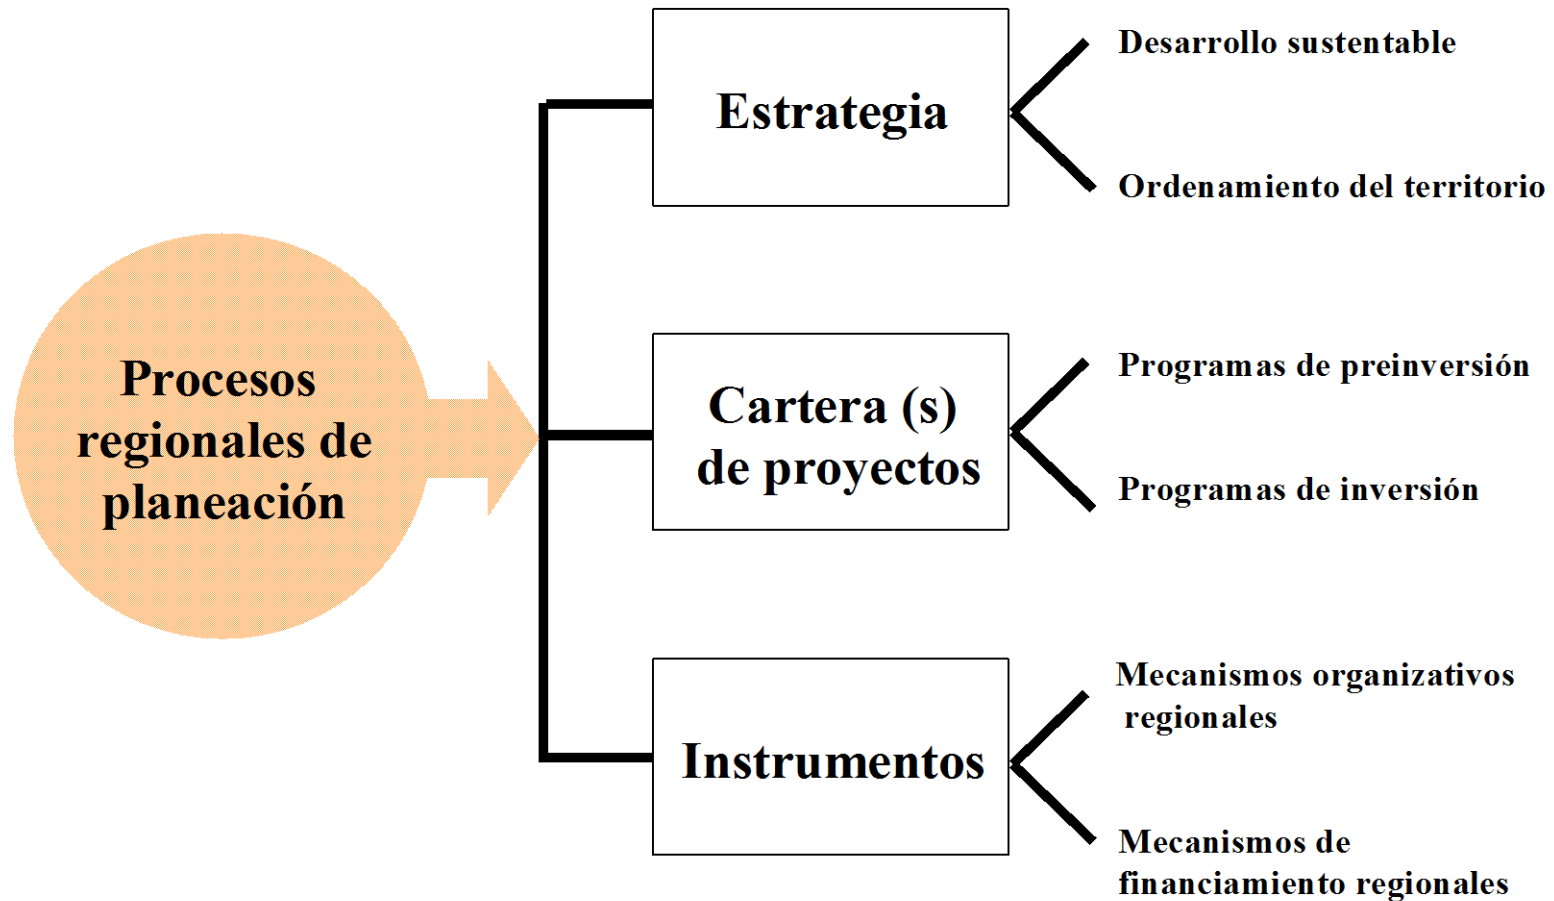 Procesos
regionales de
planeación
Estrategia
Desarrollo sustentable
Ordenamiento del territorio
Cartera (s)
de proyectos
Programas de preinversión
Programas de inversión
Instrumentos
Mecanismos organizativos
regionales
Mecanismos de
financiamiento regionales